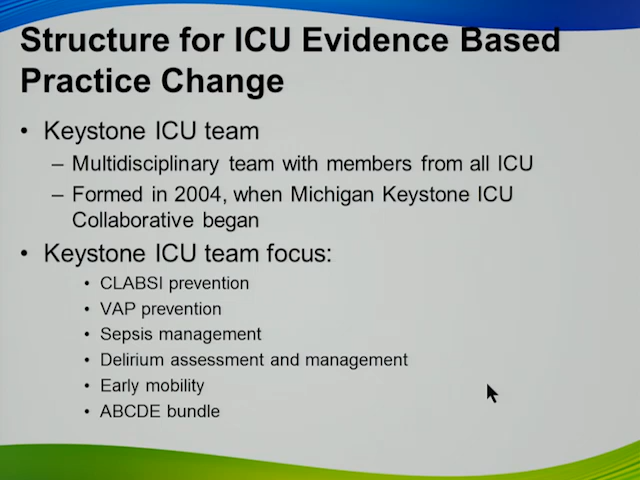 Structure for ICU Evidence Based
Practice Change
• Keystone ICU team
– Multidisciplinary team with members from all ICU
– Formed in 2004, when Michigan Keystone ICU
Collaborative began
• Keystone ICU team focus:
• CLABSI prevention
• VAP prevention
• Sepsis management
• Delirium assessment and management
• Early mobility
• ABCDE bundle